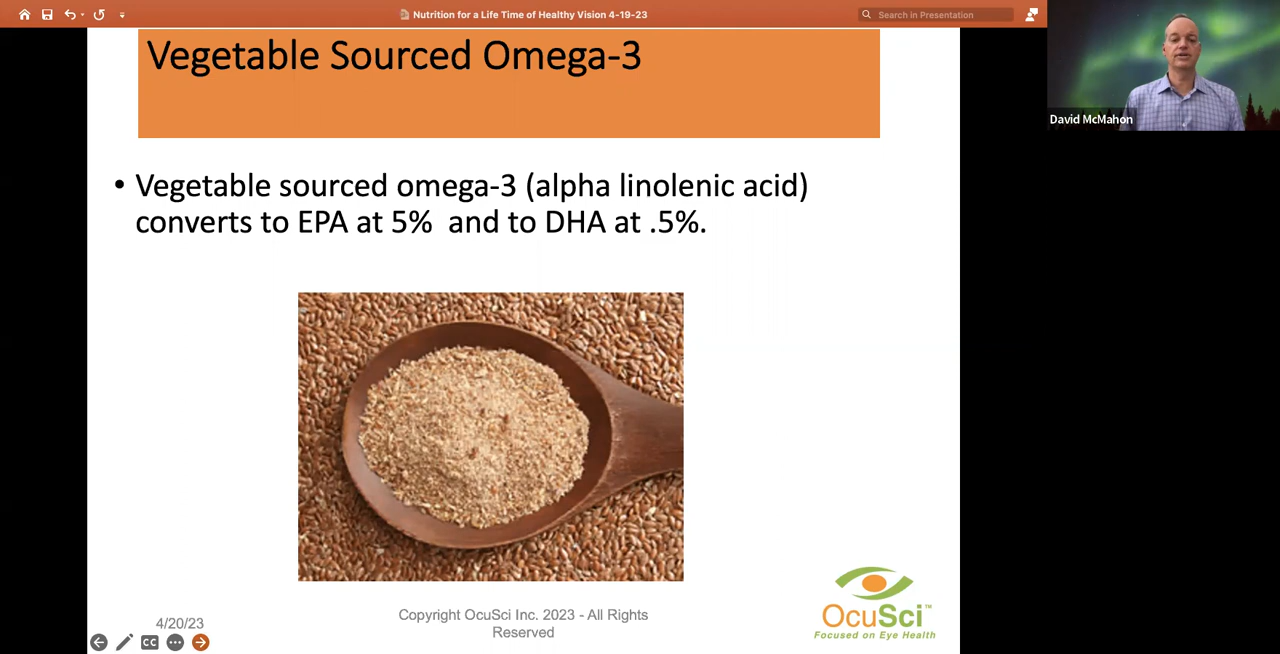 Nutrition for a Life Time of Healthy Vision 4-19-23
Search in Presentation
Vegetable Sourced Omega-3
David McMahon
• Vegetable sourced omega-3 (alpha linolenic acid)
converts to EPA at 5%  and to DHA at .5%.
4/20/23
Copyright OcuSci Inc. 2023 - All Rights
Reserved
OcuSci™
Focused on Eye Health
CC